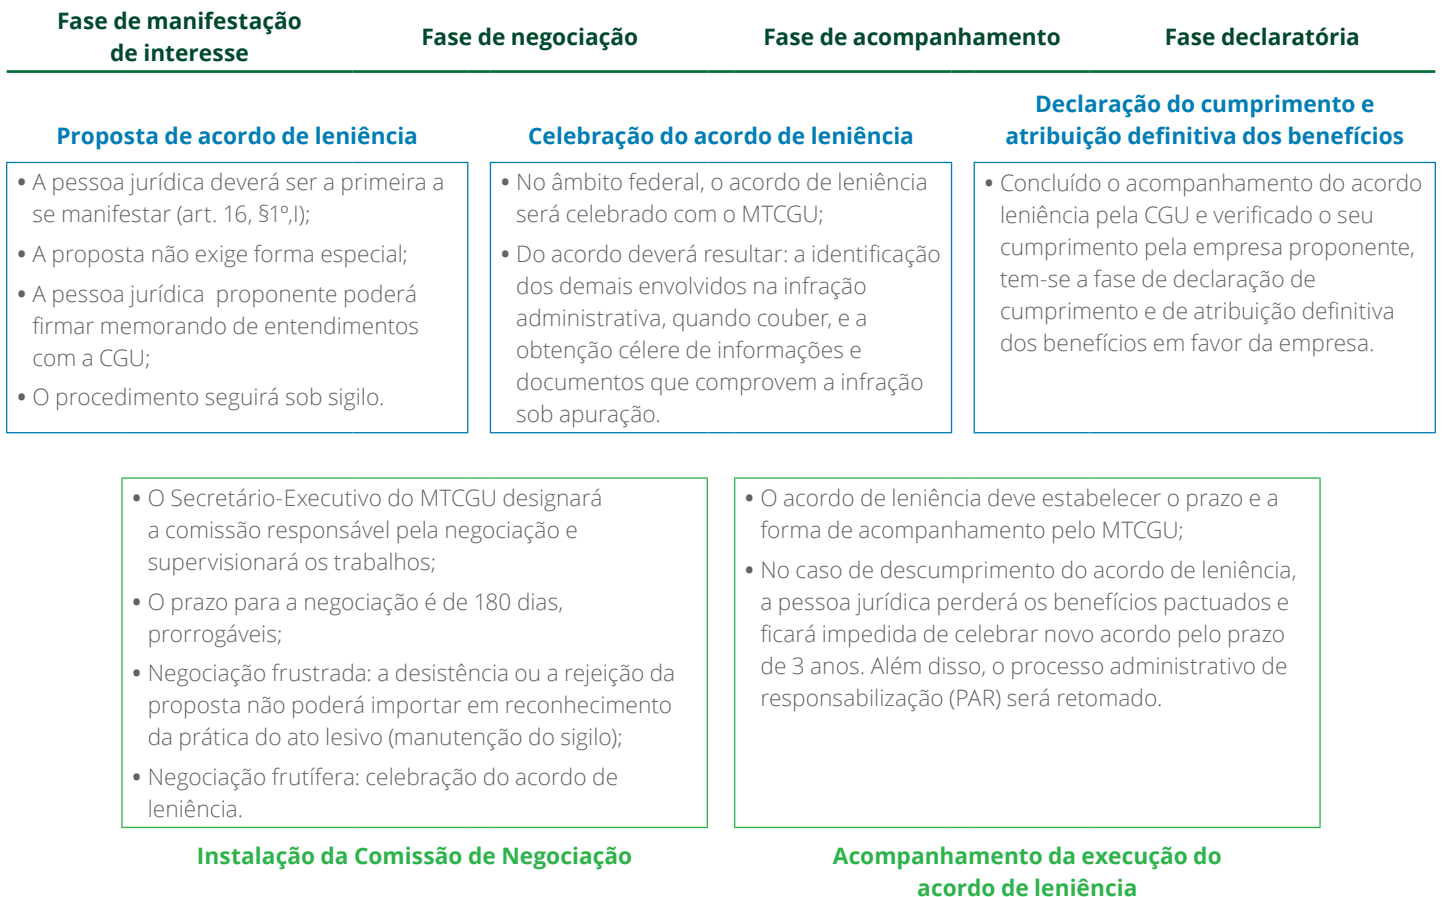 Fase de manifestação
de interesse
Fase de negociação
Fase de acompanhamento
Fase declaratória
Proposta de acordo de leniência
• A pessoa jurídica deverá ser a primeira a
se manifestar (art. 16, §1º,I);
• A proposta não exige forma especial;
• A pessoa jurídica  proponente poderá
firmar memorando de entendimentos
com a CGU;
• O procedimento seguirá sob sigilo.
Celebração do acordo de leniência
• No âmbito federal, o acordo de leniência
será celebrado com o MTCGU;
• Do acordo deverá resultar: a identificação
dos demais envolvidos na infração
administrativa, quando couber, e a
obtenção célere de informações e
documentos que comprovem a infração
sob apuração.
Declaração do cumprimento e
atribuição definitiva dos benefícios
• Concluído o acompanhamento do acordo
leniência pela CGU e verificado o seu
cumprimento pela empresa proponente,
tem-se a fase de declaração de
cumprimento e de atribuição definitiva
dos benefícios em favor da empresa.
• O Secretário-Executivo do MTCGU designará
a comissão responsável pela negociação e
supervisionará os trabalhos;
• O prazo para a negociação é de 180 dias,
prorrogáveis;
• Negociação frustrada: a desistência ou a rejeição da
proposta não poderá importar em reconhecimento
da prática do ato lesivo (manutenção do sigilo);
• Negociação frutífera: celebração do acordo de
leniência.
Instalação da Comissão de Negociação
• O acordo de leniência deve estabelecer o prazo e a
forma de acompanhamento pelo MTCGU;
• No caso de descumprimento do acordo de leniência,
a pessoa jurídica perderá os benefícios pactuados e
ficará impedida de celebrar novo acordo pelo prazo
de 3 anos. Além disso, o processo administrativo de
responsabilização (PAR) será retomado.
Acompanhamento da execução do
acordo de leniência